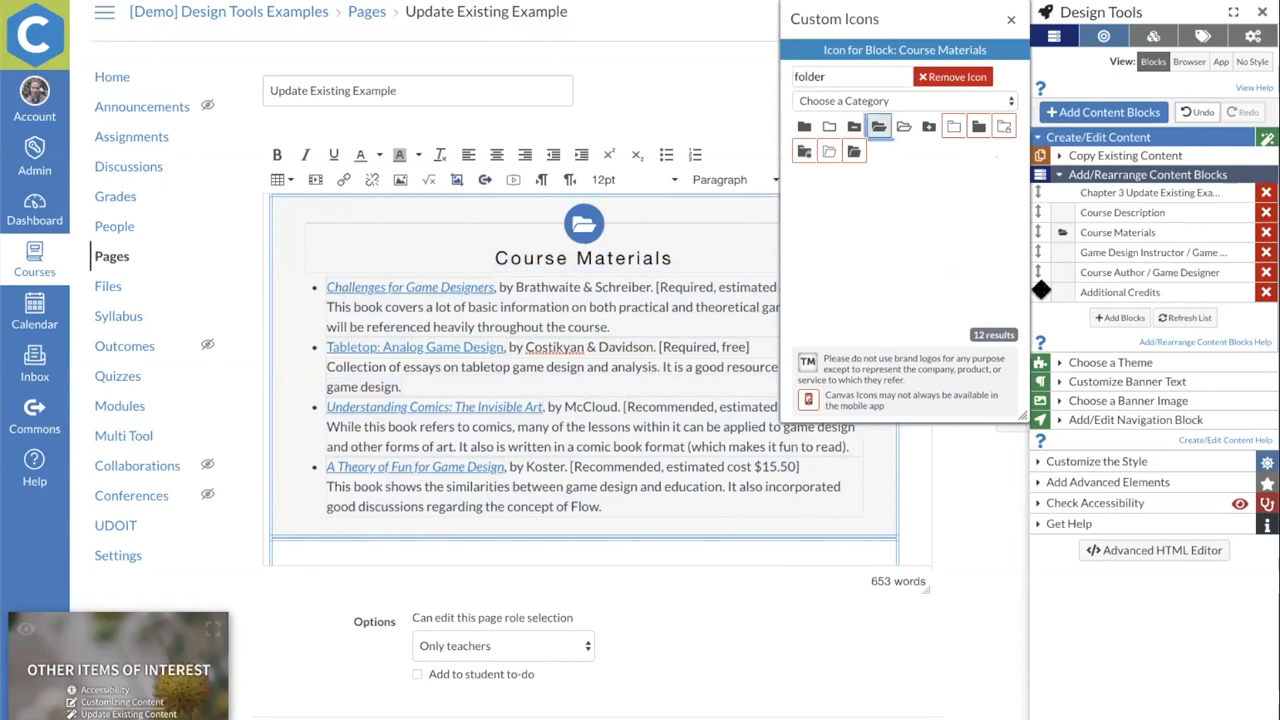 [Demo] Design Tools Examples > Pages > Update Existing Example
Account
Admin
Dashboard
Courses
Calendar
Inbox
Commons
Help
Home
Announcements
Assignments
Discussions
Grades
People
Pages
Files
Syllabus
Outcomes
Quizzes
Modules
Multi Tool
Collaborations
Conferences
UDOIT
Settings
Update Existing Example
12pt
Paragraph
Course Materials
Challenges for Game Designers, by Brathwaite & Schreiber. [Required, estimated
This book covers a lot of basic information on both practical and theoretical gam
will be referenced heavily throughout the course.
Tabletop: Analog Game Design, by Costikyan & Davidson. [Required, free]
Collection of essays on tabletop game design and analysis. It is a good resource
game design.
Understanding Comics: The Invisible Art, by McCloud. [Recommended, estimated
While this book refers to comics, many of the lessons within it can be applied to game design
and other forms of art. It also is written in a comic book format (which makes it fun to read).
A Theory of Fun for Game Design, by Koster. [Recommended, estimated cost $15.50]
This book shows the similarities between game design and education. It also incorporated
good discussions regarding the concept of Flow.
653 words
Options
Can edit this page role selection
Only teachers
Add to student to-do
OTHER ITEMS OF INTEREST
Accessibility
Customizing Content
Update Existing Content
Custom Icons
Icon for Block: Course Materials
folder
Remove Icon
Choose a Category
12 results
TM
Please do not use brand logos for any purpose
except to represent the company, product, or
service to which they refer.
Canvas Icons may not always be available in
the mobile app
Design Tools
View: Blocks Browser App No Style
View Help
+Add Content Blocks
Undo
Redo
Create/Edit Content
Copy Existing Content
Add/Rearrange Content Blocks
Chapter 3 Update Existing Exa...
Course Description
Course Materials
Game Design Instructor / Game ...
Course Author / Game Designer
Additional Credits
+Add Blocks
Refresh List
Add/Rearrange Content Blocks Help
Choose a Theme
Customize Banner Text
Choose a Banner Image
Add/Edit Navigation Block
Create/Edit Content Help
Customize the Style
Add Advanced Elements
Check Accessibility
Get Help
</> Advanced HTML Editor